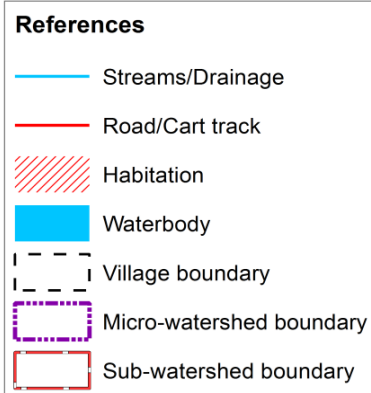 References
Streams/Drainage
Road/Cart track
Habitation
Waterbody
Village boundary
Micro-watershed boundary
Sub-watershed boundary